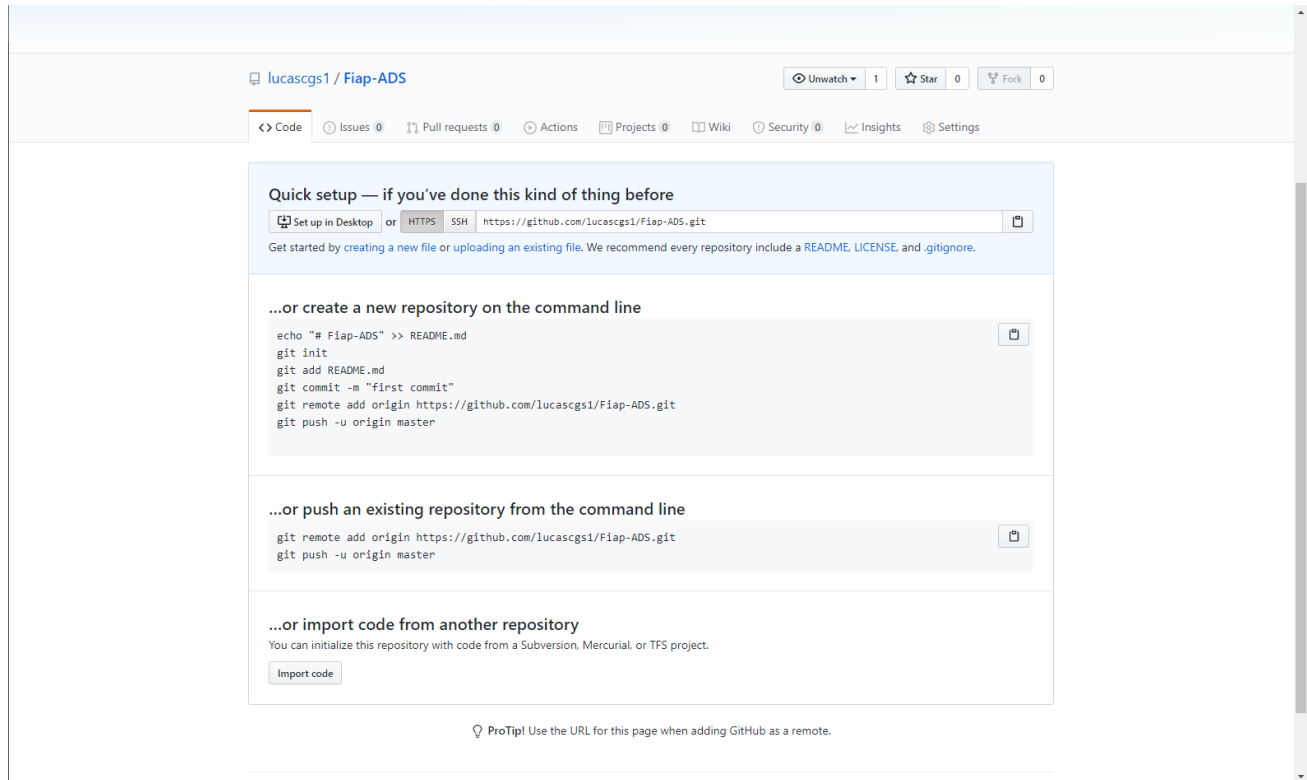 lucascgs1 / Fiap-ADS
Unwatch 1 Star 0 Fork 0
Code Issues 0 Pull requests 0 Actions Projects 0 Wiki Security 0 Insights Settings
Quick setup — if you’ve done this kind of thing before
Set up in Desktop or HTTPS SSH https://github.com/lucascgs1/Fiap-ADS.git
Get started by creating a new file or uploading an existing file. We recommend every repository include a README, LICENSE, and .gitignore.
…or create a new repository on the command line
echo "# Fiap-ADS" >> README.md
git init
git add README.md
git commit -m "first commit"
git remote add origin https://github.com/lucascgs1/Fiap-ADS.git
git push -u origin master
…or push an existing repository from the command line
git remote add origin https://github.com/lucascgs1/Fiap-ADS.git
git push -u origin master
…or import code from another repository
You can initialize this repository with code from a Subversion, Mercurial, or TFS project.
Import code
ProTip! Use the URL for this page when adding GitHub as a remote.